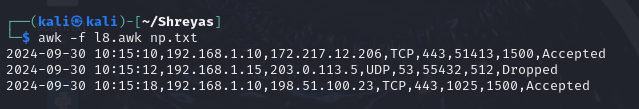 ┌──(kali㉿kali)-[~/Shreyas]
└─$ awk -f l8.awk np.txt
2024-09-30 10:15:10,192.168.1.10,172.217.12.206,TCP,443,51413,1500,Accepted
2024-09-30 10:15:12,192.168.1.15,203.0.113.5,UDP,53,55432,512,Dropped
2024-09-30 10:15:18,192.168.1.10,198.51.100.23,TCP,443,1025,1500,Accepted